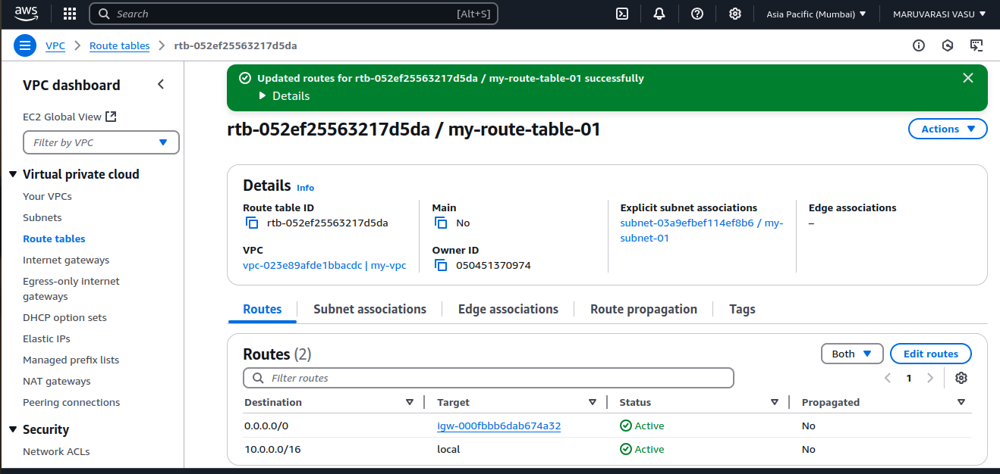 aws
Search [Alt+S]
Asia Pacific (Mumbai)
MARUVARASI VASU
VPC
Route tables
rtb-052ef25563217d5da
VPC dashboard
EC2 Global View
Filter by VPC
Virtual private cloud
Your VPCs
Subnets
Route tables
Internet gateways
Egress-only internet
gateways
DHCP option sets
Elastic IPs
Managed prefix lists
NAT gateways
Peering connections
Security
Network ACLs
Updated routes for rtb-052ef25563217d5da / my-route-table-01 successfully
Details
rtb-052ef25563217d5da / my-route-table-01
Actions
Details Info
Route table ID
rtb-052ef25563217d5da
VPC
vpc-023e89afde1bbacdc | my-vpc
Main
No
Owner ID
050451370974
Explicit subnet associations
subnet-03a9efbef114ef8b6 / my-
subnet-01
Edge associations
–
Routes Subnet associations Edge associations Route propagation Tags
Routes (2)
Both
Edit routes
Filter routes
1
Destination Target Status Propagated
0.0.0.0/0 igw-000fbbb6dab674a32 Active No
10.0.0.0/16 local Active No